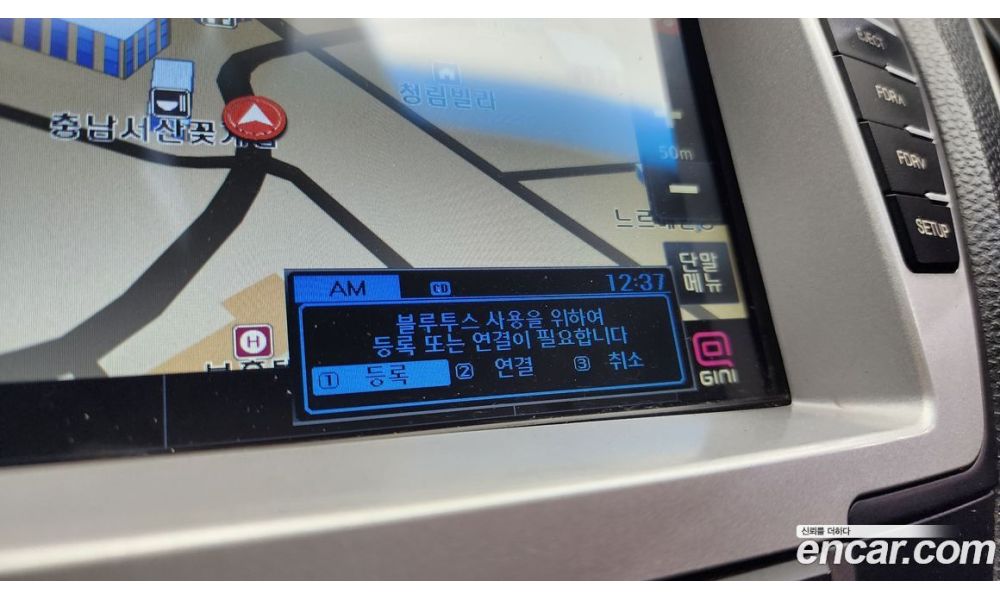 EJECT
청림빌라
FDRA
충남서산꽃게
50m
FDRV
SETUP
단말
메뉴
AM
CD
12:37
블루투스 사용을 위하여
등록 또는 연결이 필요합니다
① 등록 ② 연결 ③ 취소
H
GINI
신뢰를 더하다
encar.com